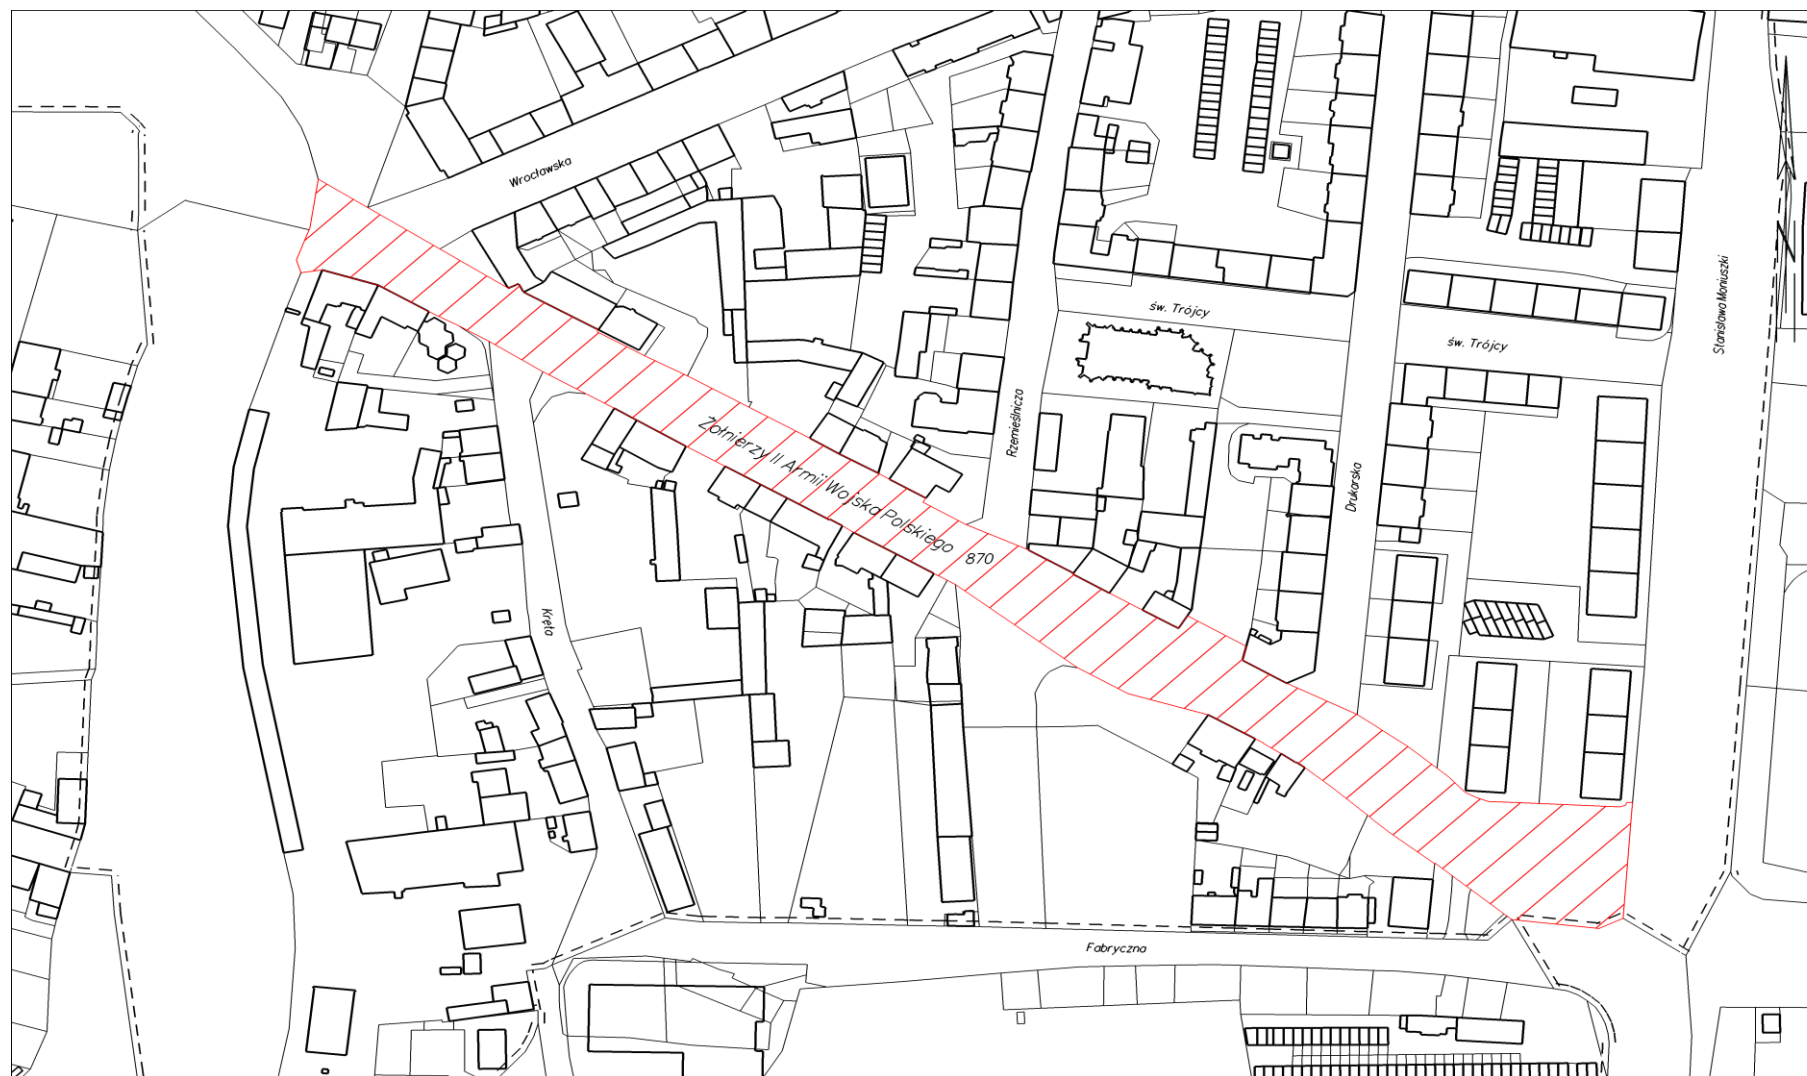 Wrocławska
św. Trójcy
św. Trójcy
Stanisława Moniuszki
Rzemieślnicza
Drukarska
Żołnierzy II Armii Wojska Polskiego 870
Kręta
Fabryczna